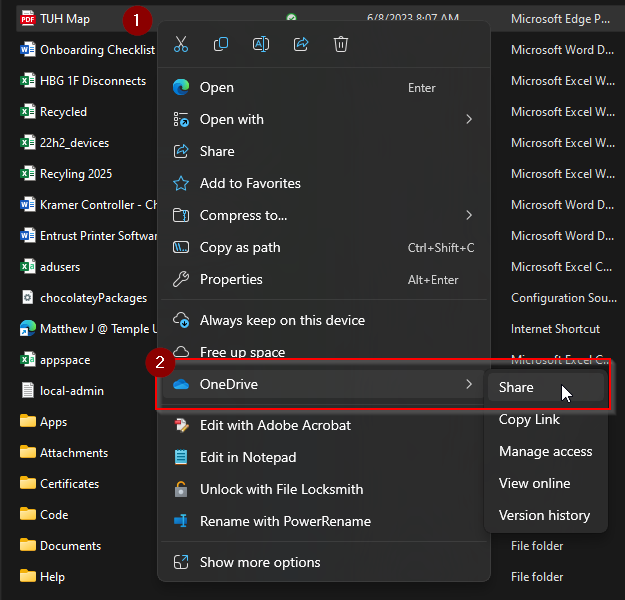 TUH Map 1 6/8/2023 8:07 AM Microsoft Edge P...
Onboarding Checklist Microsoft Word D...
HBG 1F Disconnects Microsoft Excel W...
Open Enter
Recycled Microsoft Excel W...
Open with
22h2_devices Microsoft Excel W...
Share
Recyling 2025 Microsoft Excel W...
Add to Favorites
Kramer Controller - Microsoft Word D...
Compress to...
Entrust Printer Softwar Microsoft Word D...
Copy as path Ctrl+Shift+C
adusers Microsoft Excel C...
Properties Alt+Enter
chocolateyPackages Configuration Sou...
Always keep on this device
Matthew J @ Temple Internet Shortcut
Free up space
appspace Microsoft Excel C...
2
OneDrive Share
local-admin
Apps Copy Link
Edit with Adobe Acrobat
Attachments Manage access
Edit in Notepad
Certificates View online
Unlock with File Locksmith
Code Version history
Rename with PowerRename
Documents File folder
Show more options
Help File folder
PDF